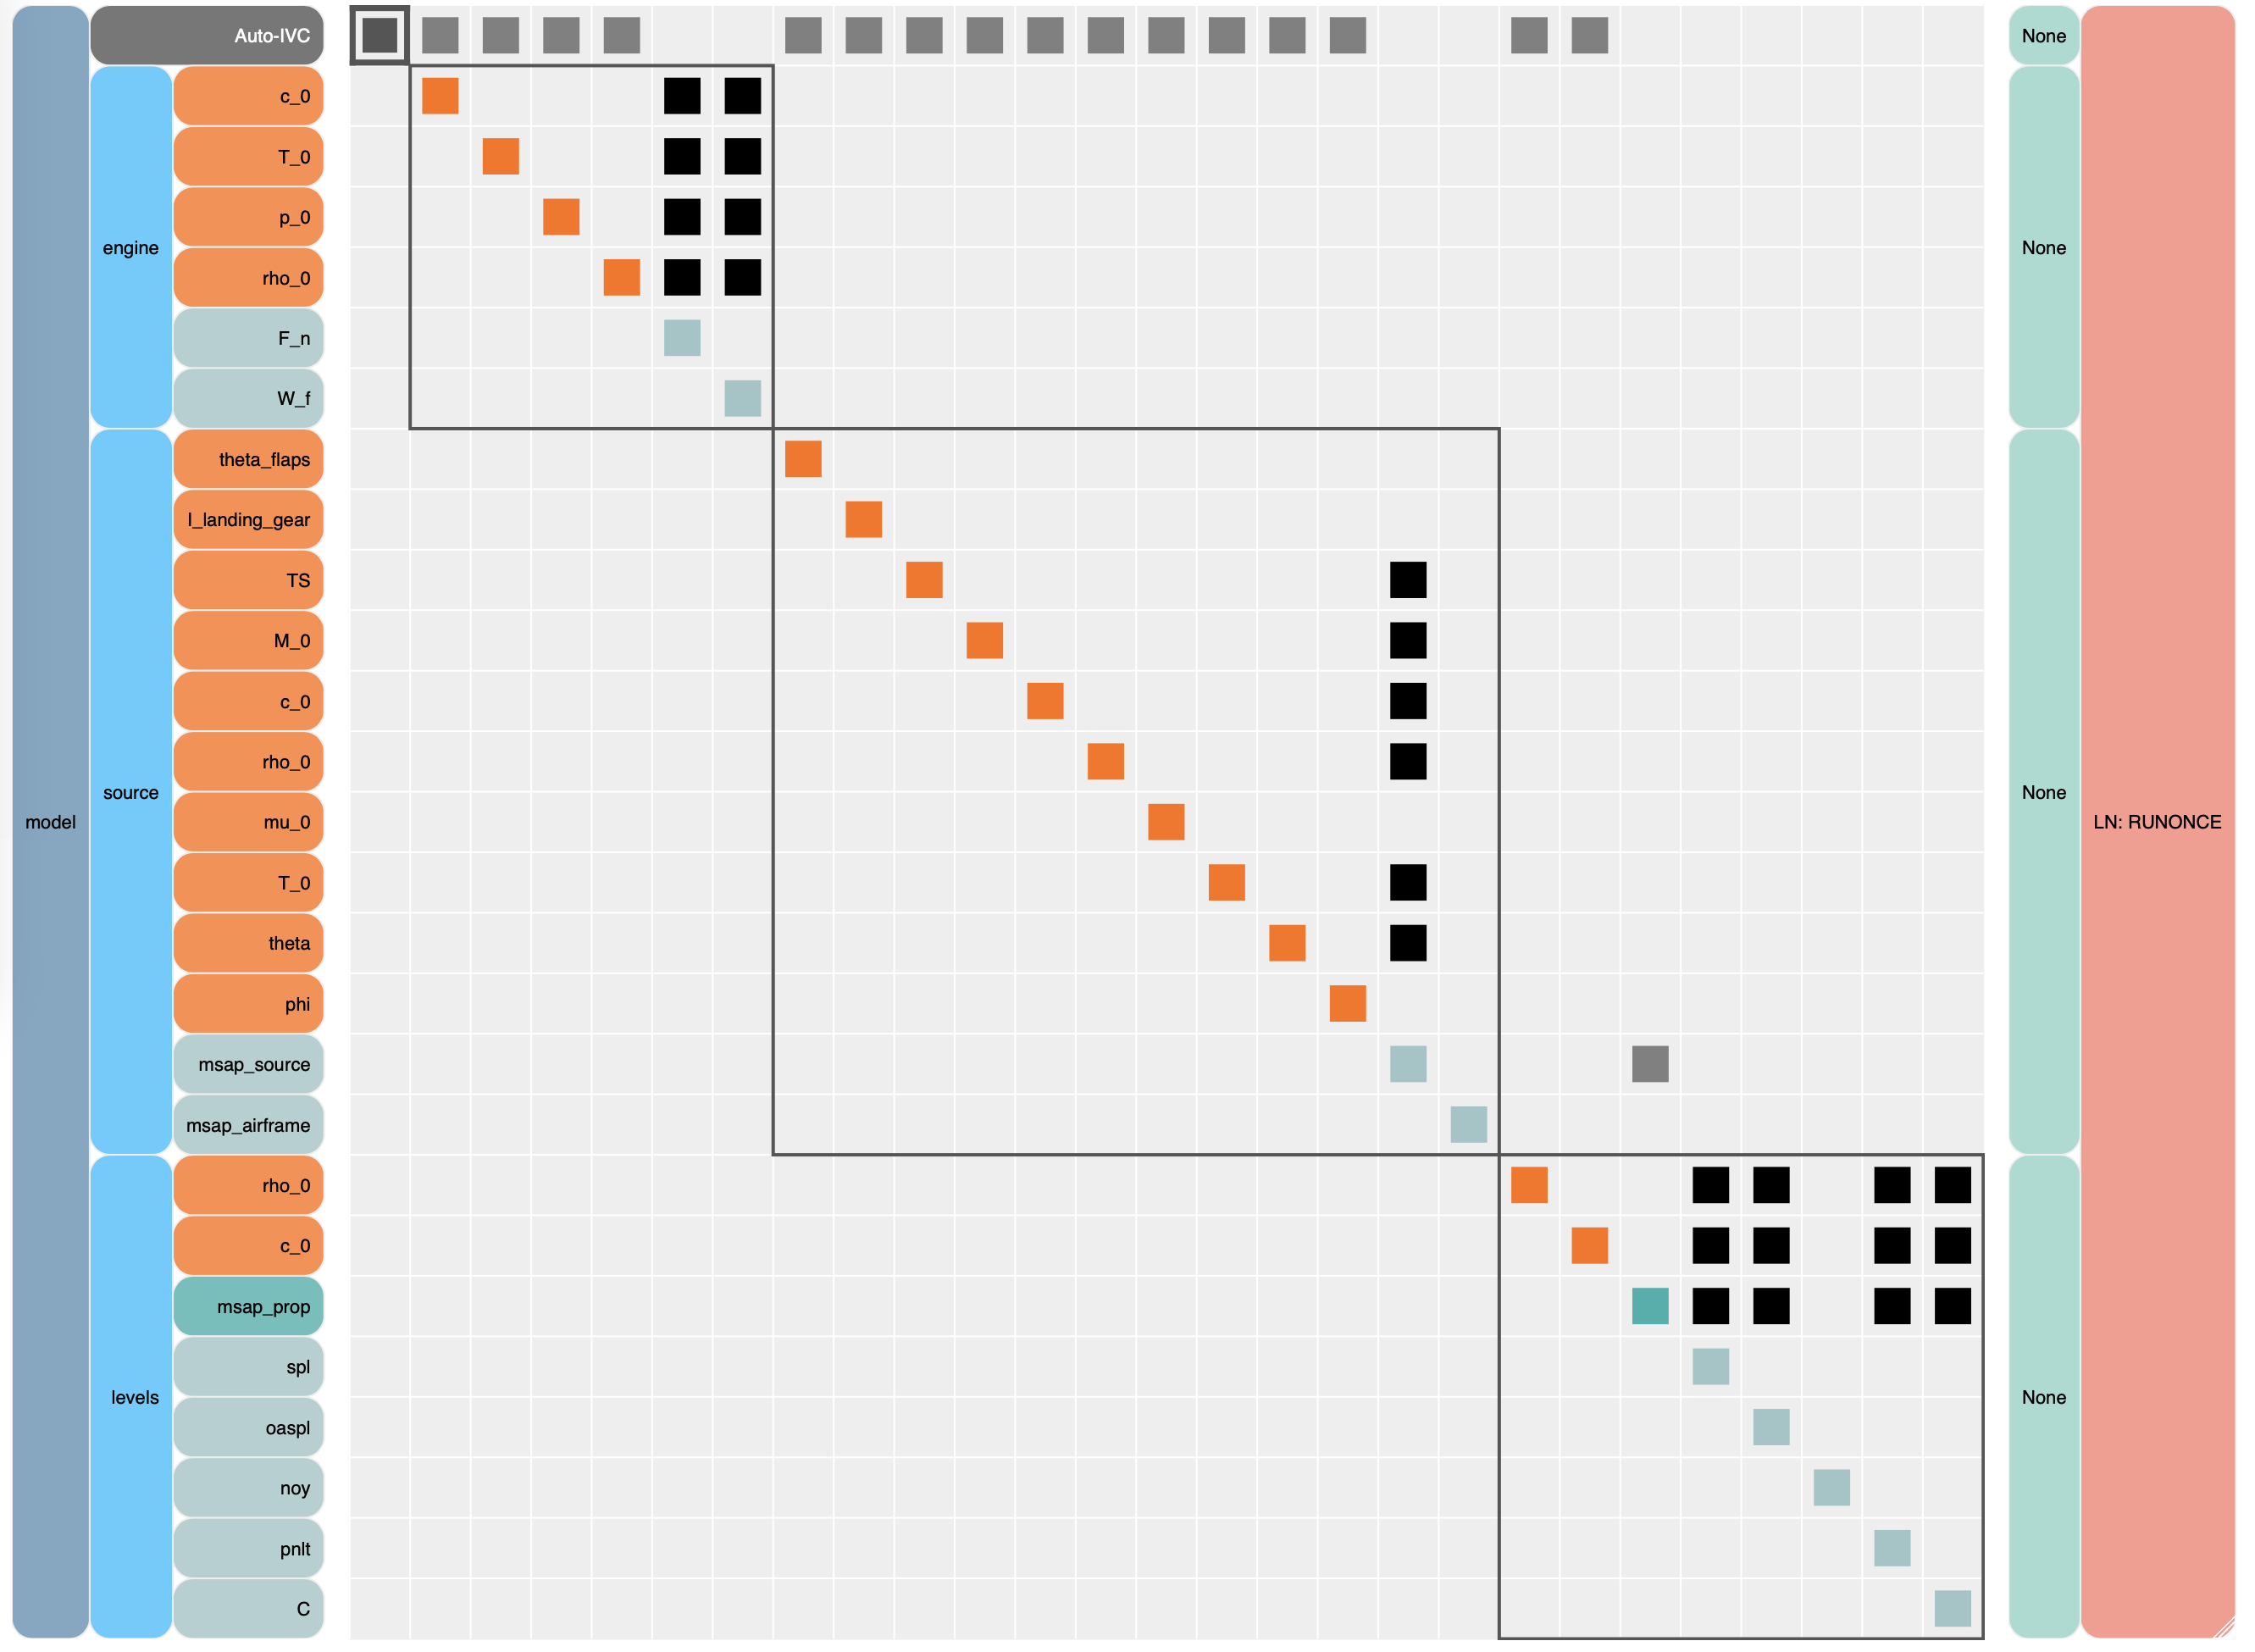 Auto-IVC
None
c_0
T_0
p_0
engine
None
rho_0
F_n
W_f
theta_flaps
l_landing_gear
TS
M_0
c_0
rho_0
source
None
model
mu_0
LN: RUNONCE
T_0
theta
phi
msap_source
msap_airframe
rho_0
c_0
msap_prop
spl
levels
None
oaspl
noy
pnlt
C